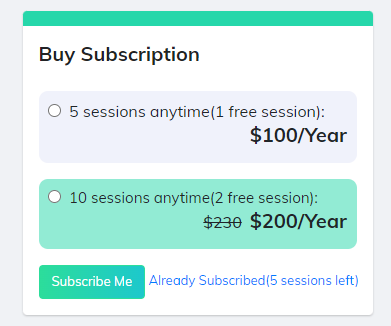 Buy Subscription
5 sessions anytime(1 free session):
$100/Year
10 sessions anytime(2 free session):
$230 $200/Year
Subscribe Me Already Subscribed(5 sessions left)